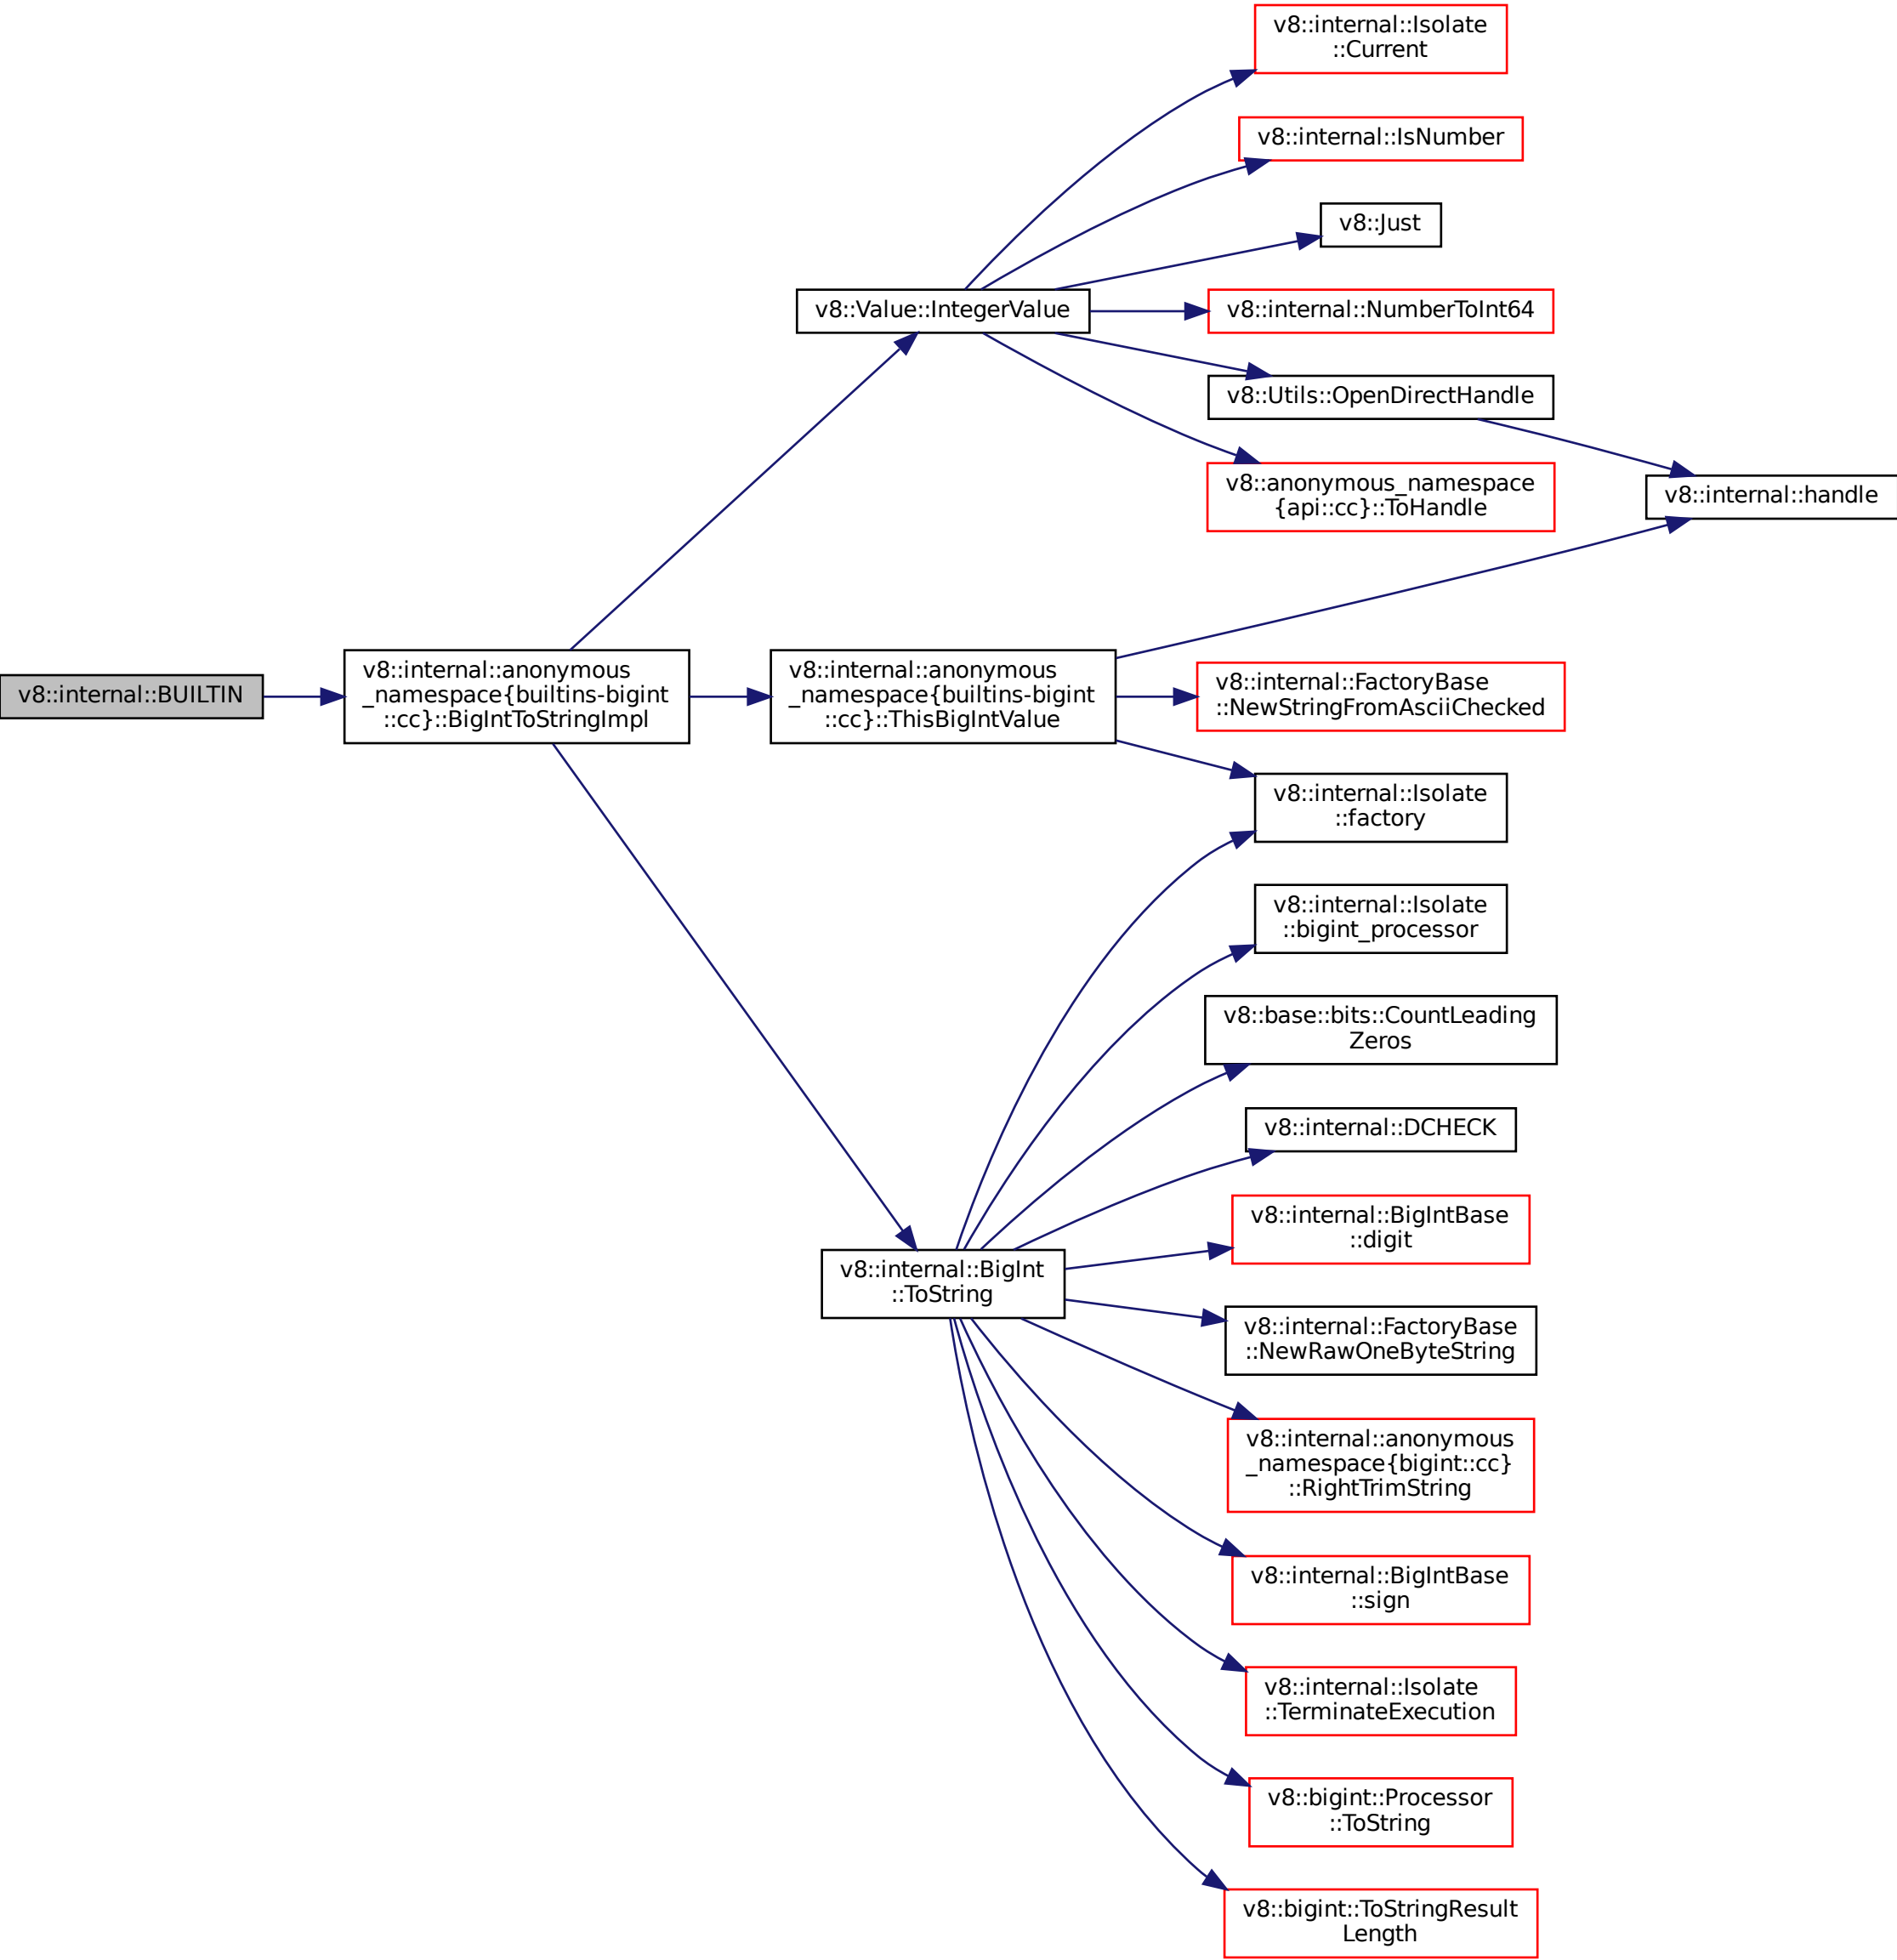 v8::internal::Isolate
::Current
v8::internal::IsNumber
v8::Just
v8::Value::IntegerValue
v8::internal::NumberToInt64
v8::Utils::OpenDirectHandle
v8::anonymous_namespace
{api::cc}::ToHandle
v8::internal::handle
v8::internal::BUILTIN
v8::internal::anonymous
_namespace{builtins-bigint
::cc}::BigIntToStringImpl
v8::internal::anonymous
_namespace{builtins-bigint
::cc}::ThisBigIntValue
v8::internal::FactoryBase
::NewStringFromAsciiChecked
v8::internal::Isolate
::factory
v8::internal::Isolate
::bigint_processor
v8::base::bits::CountLeading
Zeros
v8::internal::DCHECK
v8::internal::BigIntBase
::digit
v8::internal::BigInt
::ToString
v8::internal::FactoryBase
::NewRawOneByteString
v8::internal::anonymous
_namespace{bigint::cc}
::RightTrimString
v8::internal::BigIntBase
::sign
v8::internal::Isolate
::TerminateExecution
v8::bigint::Processor
::ToString
v8::bigint::ToStringResult
Length